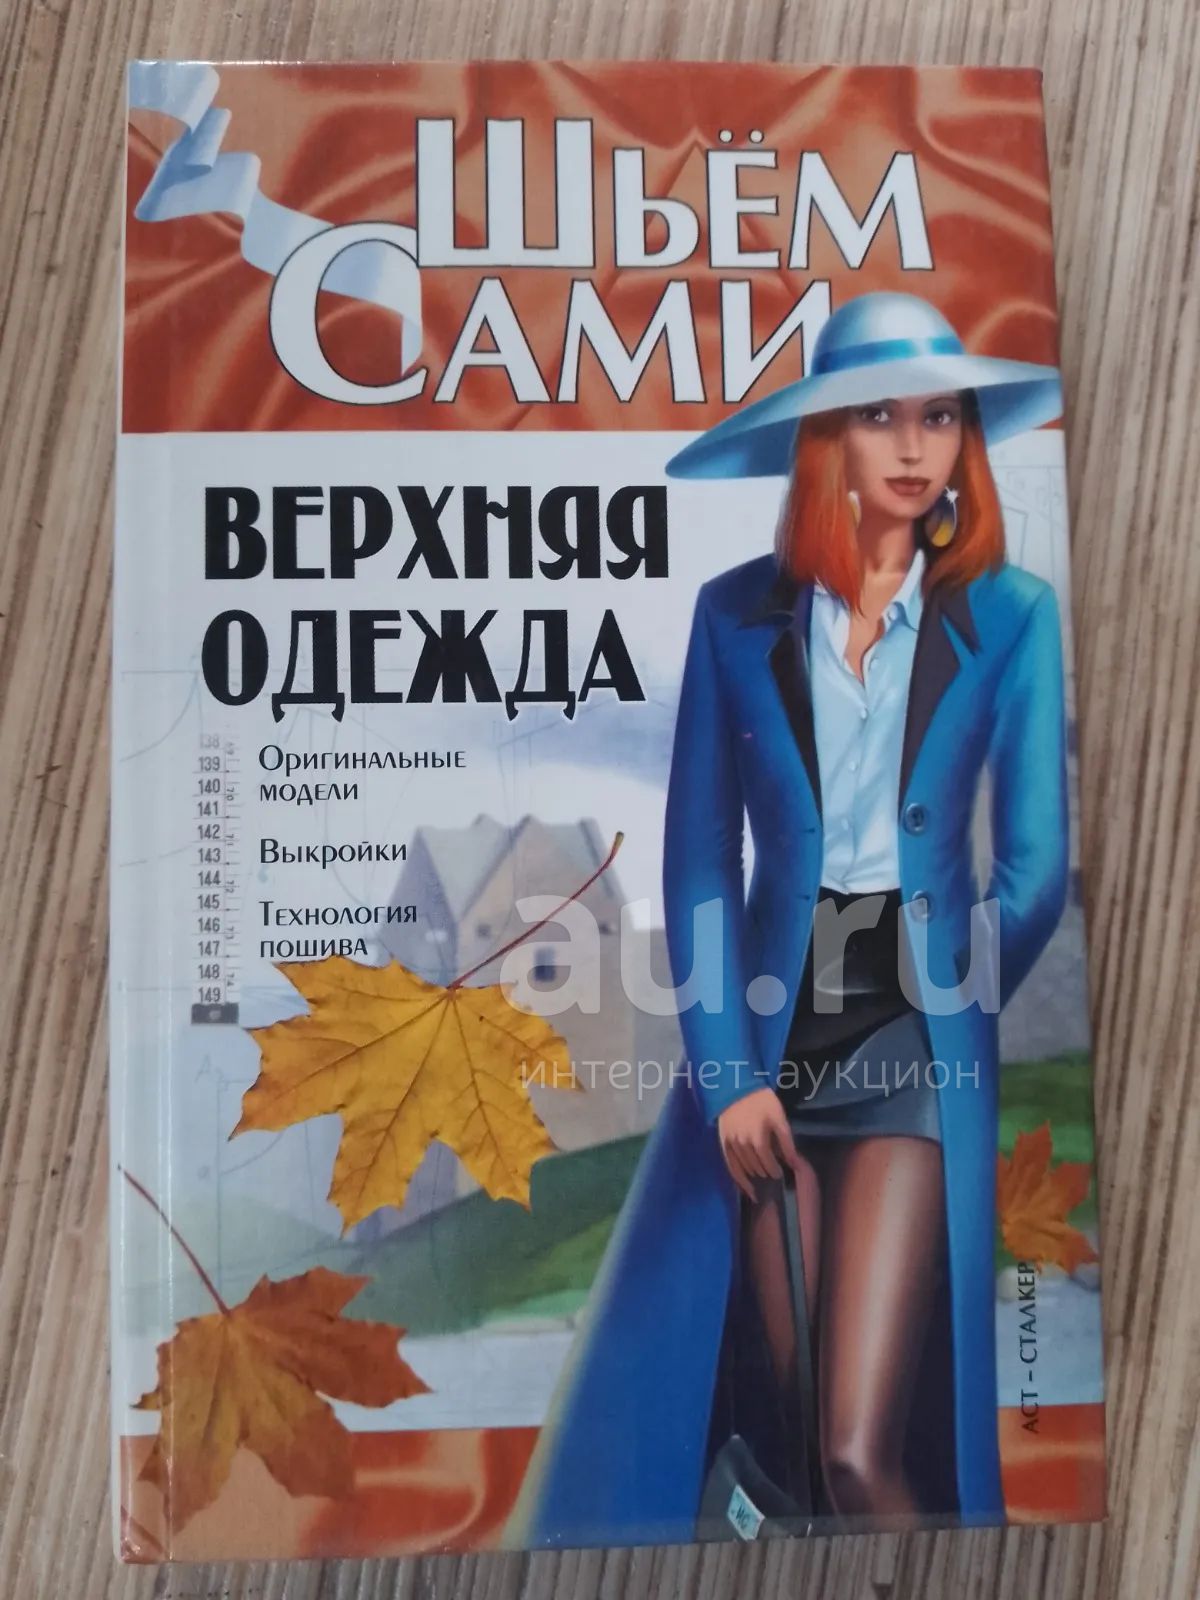 Шьём
Сами
Верхняя
одежда
Оригинальные
модели
Выкройки
Технология
пошива
138
139
140
141
142
143
144
145
146
147
148
149
au.ru
интернет-аукцион
АСТ – СТАЛКЕР